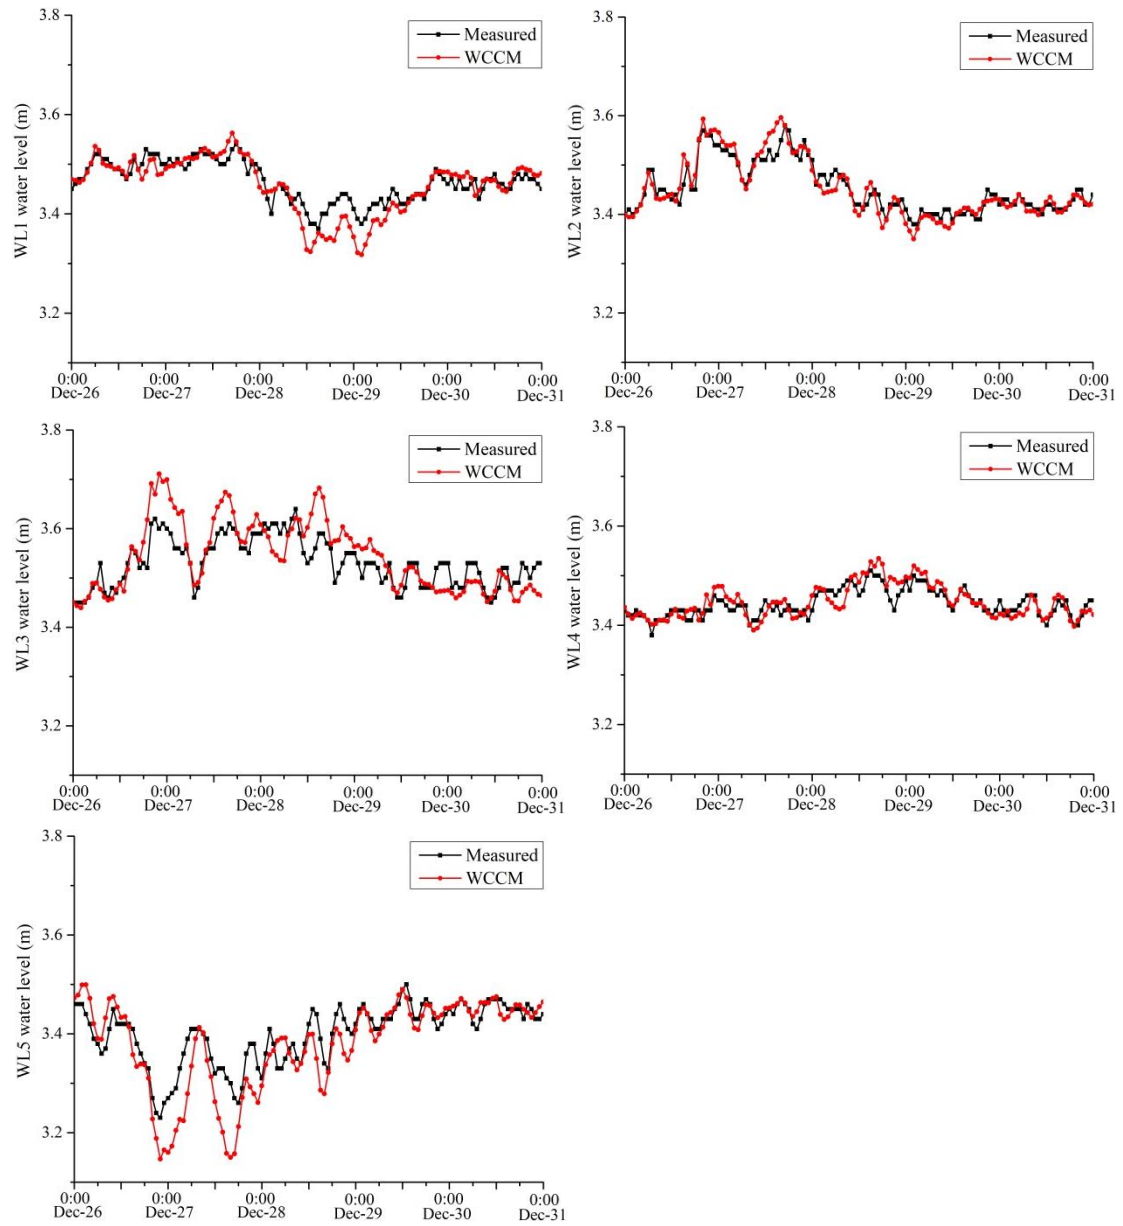 3.8
3.6
3.4
3.2
WL1 water level (m)
Measured
WCCM
0:00 0:00 0:00 0:00 0:00 0:00
Dec-26 Dec-27 Dec-28 Dec-29 Dec-30 Dec-31
3.8
3.6
3.4
3.2
WL2 water level (m)
Measured
WCCM
0:00 0:00 0:00 0:00 0:00 0:00
Dec-26 Dec-27 Dec-28 Dec-29 Dec-30 Dec-31
3.8
3.6
3.4
3.2
WL3 water level (m)
Measured
WCCM
0:00 0:00 0:00 0:00 0:00 0:00
Dec-26 Dec-27 Dec-28 Dec-29 Dec-30 Dec-31
3.8
3.6
3.4
3.2
WL4 water level (m)
Measured
WCCM
0:00 0:00 0:00 0:00 0:00 0:00
Dec-26 Dec-27 Dec-28 Dec-29 Dec-30 Dec-31
3.8
3.6
3.4
3.2
WL5 water level (m)
Measured
WCCM
0:00 0:00 0:00 0:00 0:00 0:00
Dec-26 Dec-27 Dec-28 Dec-29 Dec-30 Dec-31